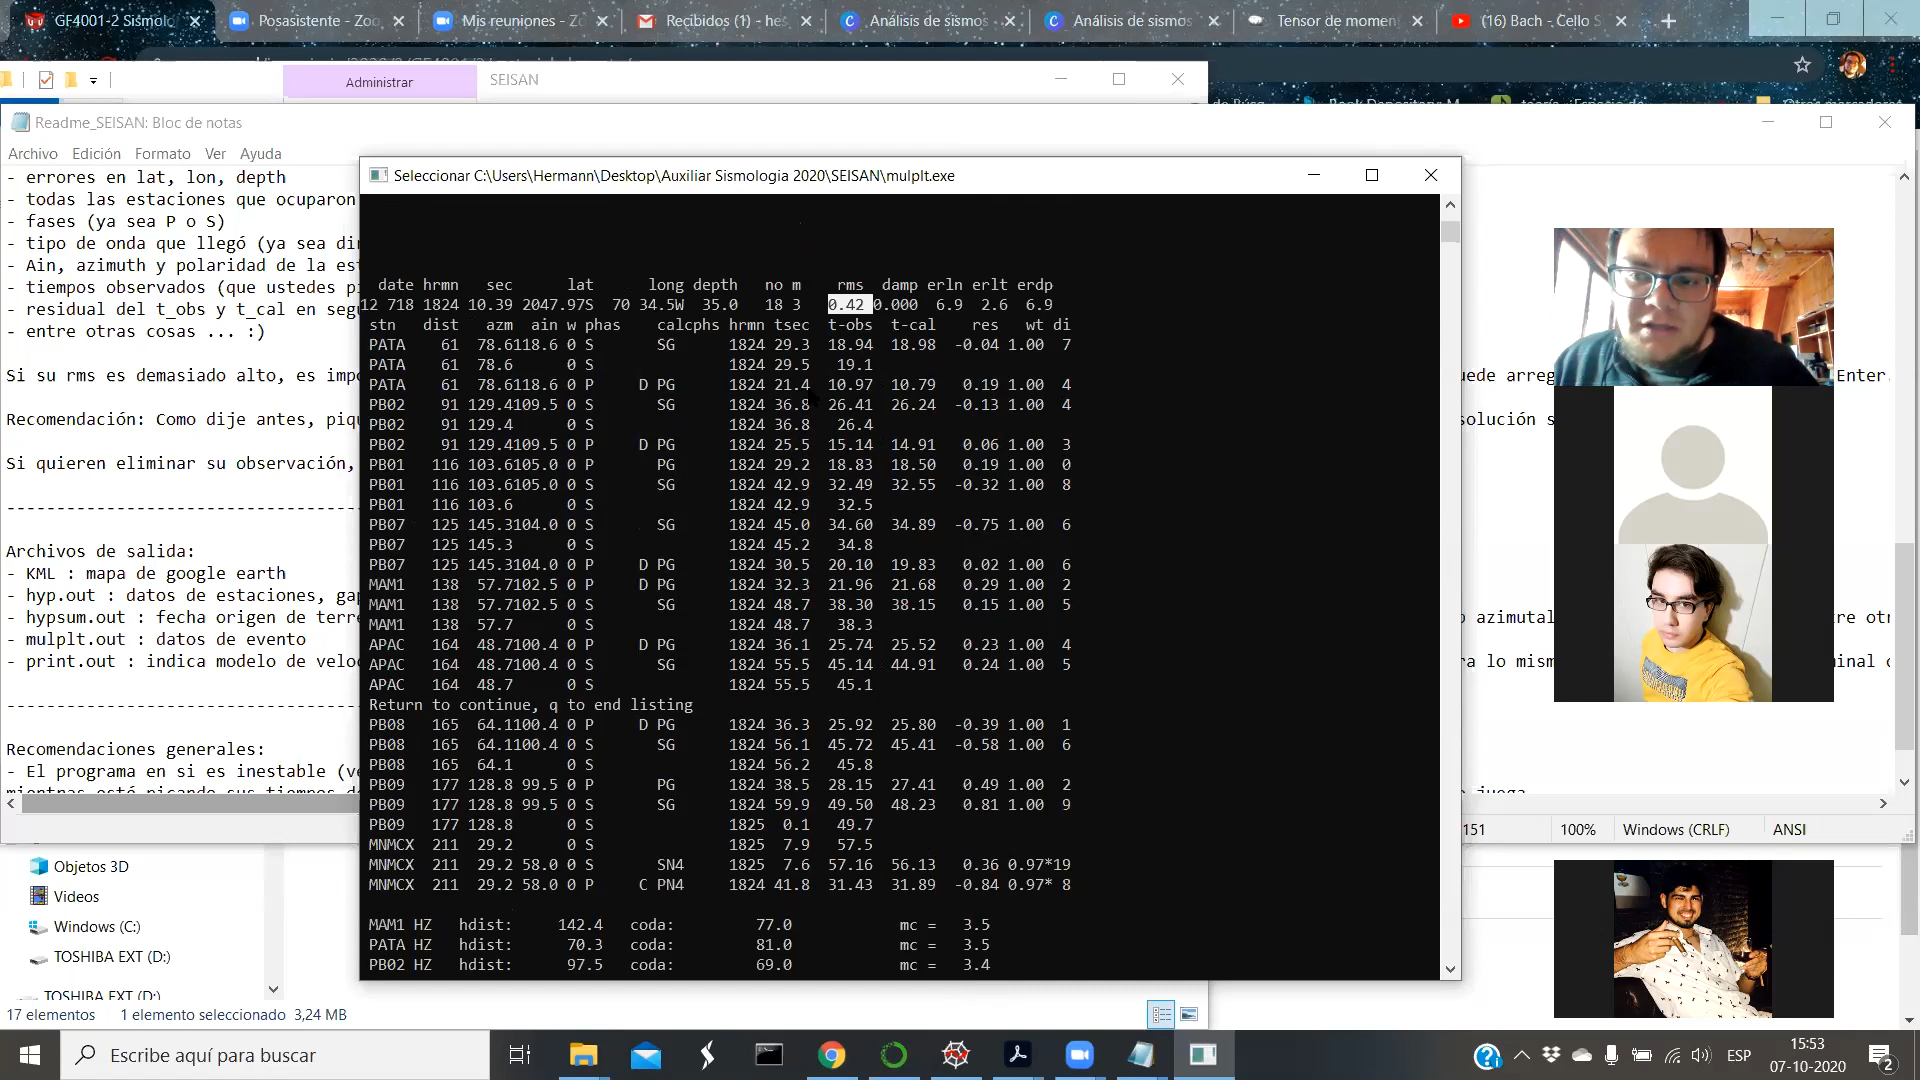 GF4001-2 Sismolo
Posasistente - Zoo
Mis reuniones - Zo
Recibidos (1) - hes
Análisis de sismos
Análisis de sismos
Tensor de momen
(16) Bach - Cello S
Administrar
SEISAN
Readme_SEISAN: Bloc de notas
Archivo Edición Formato Ver Ayuda
- errores en lat, lon, depth
- todas las estaciones que ocuparon
- fases (ya sea P o S)
- tipo de onda que llegó (ya sea dir
- Ain, azimuth y polaridad de la est
- tiempos observados (que ustedes pi
- residual del t_obs y t_cal en segu
- entre otras cosas ... :)
Si su rms es demasiado alto, es impo
uede arreg
Enter.
Recomendación: Como dije antes, piqu
solución s
Si quieren eliminar su observación,
Archivos de salida:
- KML : mapa de google earth
- hyp.out : datos de estaciones, gap
- hypsum.out : fecha origen de terre
o azimutal
tre otr
- mulplt.out : datos de evento
- print.out : indica modelo de veloc
ra lo mism
minal c
Recomendaciones generales:
- El programa en si es inestable (ve
mientras esté picando sus tiempos de
o juega
151 100% Windows (CRLF) ANSI
Seleccionar C:\Users\Hermann\Desktop\Auxiliar Sismologia 2020\SEISAN\mulplt.exe
date hrmn sec lat long depth no m rms damp erln erlt erdp
12 718 1824 10.39 2047.97S 70 34.5W 35.0 18 3 0.42 0.000 6.9 2.6 6.9
stn dist azm ain w phas calcphs hrmn tsec t-obs t-cal res wt di
PATA 61 78.6118.6 0 S SG 1824 29.3 18.94 18.98 -0.04 1.00 7
PATA 61 78.6 0 S 1824 29.5 19.1
PATA 61 78.6118.6 0 P D PG 1824 21.4 10.97 10.79 0.19 1.00 4
PB02 91 129.4109.5 0 S SG 1824 36.8 26.41 26.24 -0.13 1.00 4
PB02 91 129.4 0 S 1824 36.8 26.4
PB02 91 129.4109.5 0 P D PG 1824 25.5 15.14 14.91 0.06 1.00 3
PB01 116 103.6105.0 0 P PG 1824 29.2 18.83 18.50 0.19 1.00 0
PB01 116 103.6105.0 0 S SG 1824 42.9 32.49 32.55 -0.32 1.00 8
PB01 116 103.6 0 S 1824 42.9 32.5
PB07 125 145.3104.0 0 S SG 1824 45.0 34.60 34.89 -0.75 1.00 6
PB07 125 145.3 0 S 1824 45.2 34.8
PB07 125 145.3104.0 0 P D PG 1824 30.5 20.10 19.83 0.02 1.00 6
MAM1 138 57.7102.5 0 P D PG 1824 32.3 21.96 21.68 0.29 1.00 2
MAM1 138 57.7102.5 0 S SG 1824 48.7 38.30 38.15 0.15 1.00 5
MAM1 138 57.7 0 S 1824 48.7 38.3
APAC 164 48.7100.4 0 P D PG 1824 36.1 25.74 25.52 0.23 1.00 4
APAC 164 48.7100.4 0 S SG 1824 55.5 45.14 44.91 0.24 1.00 5
APAC 164 48.7 0 S 1824 55.5 45.1
Return to continue, q to end listing
PB08 165 64.1100.4 0 P D PG 1824 36.3 25.92 25.80 -0.39 1.00 1
PB08 165 64.1100.4 0 S SG 1824 56.1 45.72 45.41 -0.58 1.00 6
PB08 165 64.1 0 S 1824 56.2 45.8
PB09 177 128.8 99.5 0 P PG 1824 38.5 28.15 27.41 0.49 1.00 2
PB09 177 128.8 99.5 0 S SG 1824 59.9 49.50 48.23 0.81 1.00 9
PB09 177 128.8 0 S 1825 0.1 49.7
MNMCX 211 29.2 0 S 1825 7.9 57.5
MNMCX 211 29.2 58.0 0 S SN4 1825 7.6 57.16 56.13 0.36 0.97*19
MNMCX 211 29.2 58.0 0 P C PN4 1824 41.8 31.43 31.89 -0.84 0.97* 8
MAM1 HZ hdist: 142.4 coda: 77.0 mc = 3.5
PATA HZ hdist: 70.3 coda: 81.0 mc = 3.5
PB02 HZ hdist: 97.5 coda: 69.0 mc = 3.4
Objetos 3D
Videos
Windows (C:)
TOSHIBA EXT (D:)
TOSHIBA EXT (D:)
17 elementos 1 elemento seleccionado 3,24 MB
Escribe aquí para buscar
ESP
15:53
07-10-2020
2